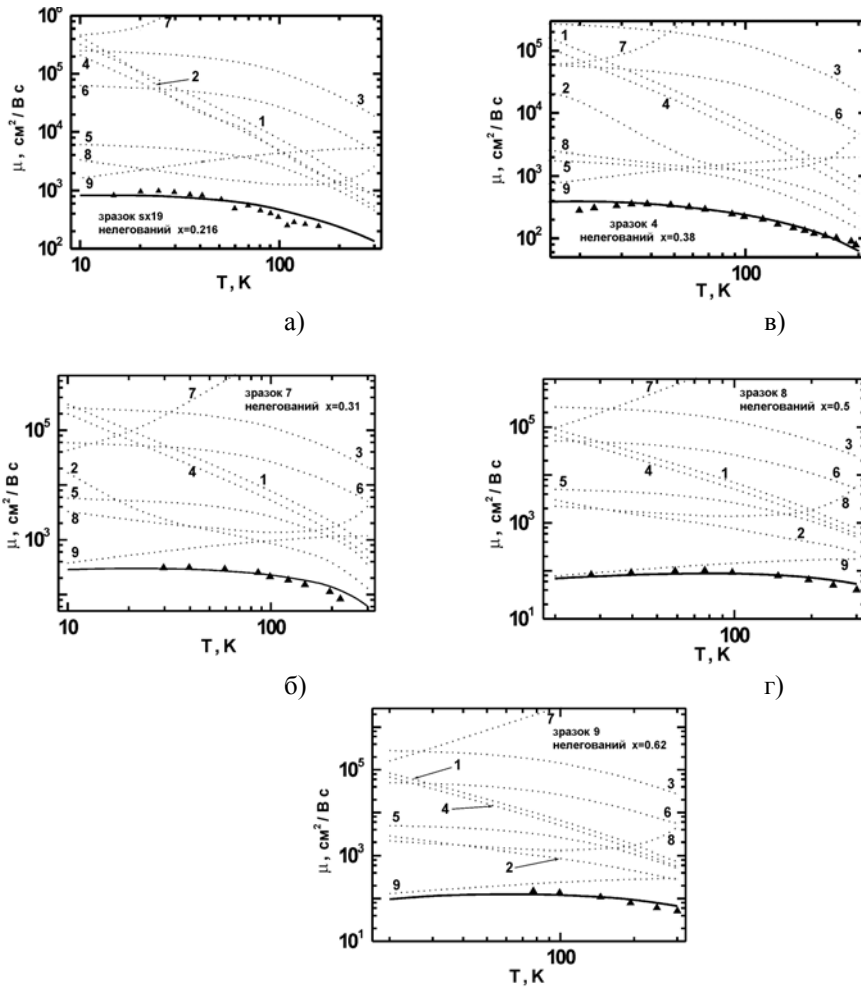 10⁶
10⁵
10⁴
10³
10²
μ, см²/В с
7
4
2
6
3
1
5
8
9
зразок sx19
нелегований x=0.216
10
100
T, K
а)
10⁵
10⁴
10³
10²
μ, см²/В с
1
7
2
3
4
6
8
5
9
зразок 4
нелегований x=0.38
100
T, K
в)
10⁵
10³
μ, см²/В с
7
зразок 7
нелегований x=0.31
2
4
1
3
5
6
8
9
10
100
T, K
б)
10⁵
10³
10¹
μ, см²/В с
7
зразок 8
нелегований x=0.5
3
1
4
6
5
8
2
9
100
T, K
г)
10⁵
10³
10¹
μ, см²/В с
7
зразок 9
нелегований x=0.62
1
3
4
5
6
8
2
9
100
T, K